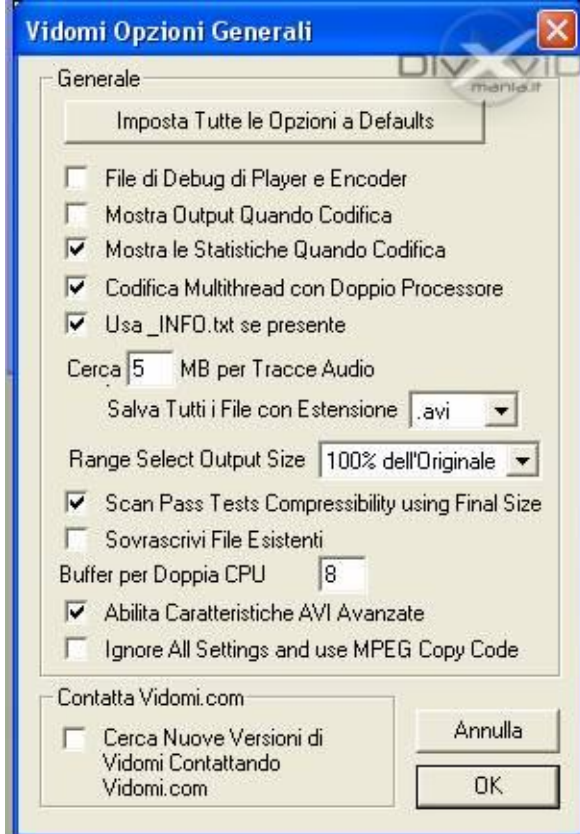 Vidomi Opzioni Generali
DIVXVID
mania.it
Generale
Imposta Tutte le Opzioni a Defaults
File di Debug di Player e Encoder
Mostra Output Quando Codifica
Mostra le Statistiche Quando Codifica
Codifica Multithread con Doppio Processore
Usa _INFO.txt se presente
Cerca 5 MB per Tracce Audio
Salva Tutti i File con Estensione .avi
Range Select Output Size 100% dell'Originale
Scan Pass Tests Compressibility using Final Size
Sovrascrivi File Esistenti
Buffer per Doppia CPU 8
Abilita Caratteristiche AVI Avanzate
Ignore All Settings and use MPEG Copy Code
Contatta Vidomi.com
Cerca Nuove Versioni di
Vidomi Contattando
Vidomi.com
Annulla
OK